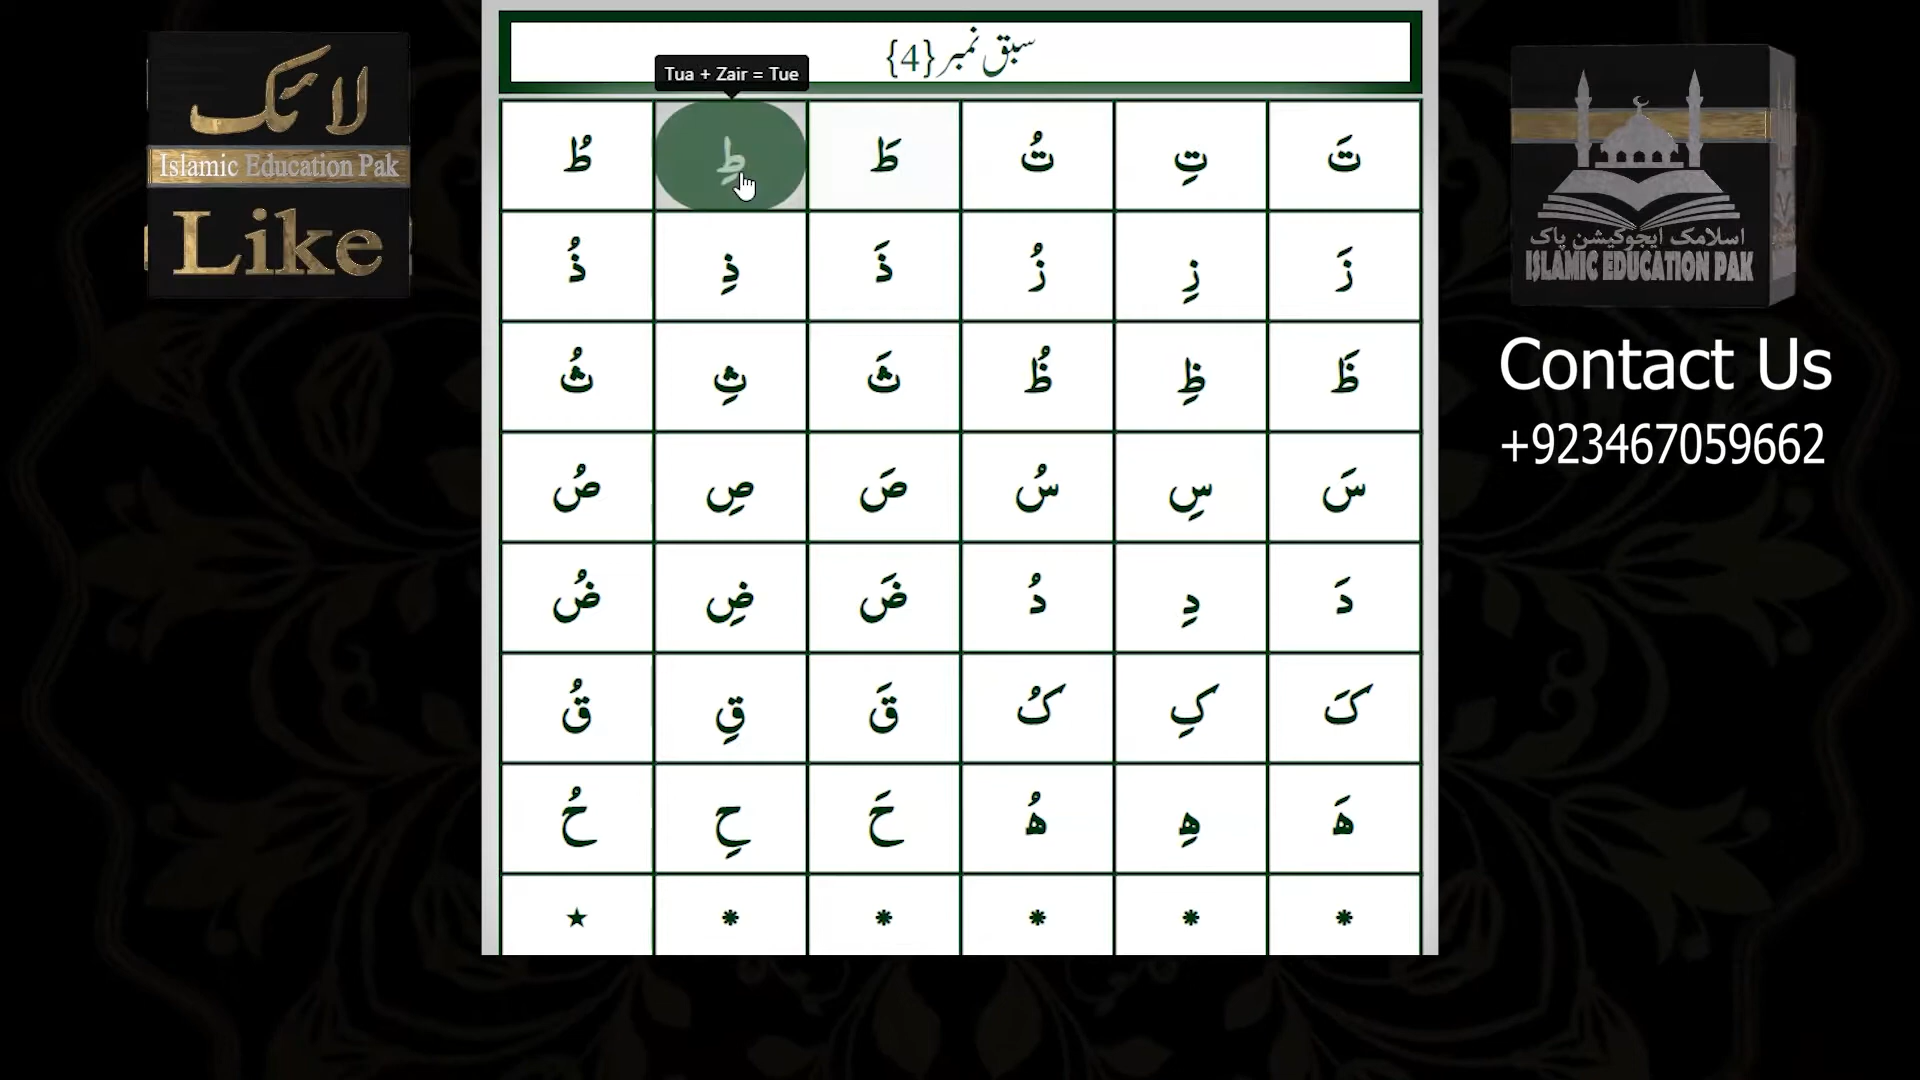 لائک
Islamic Education Pak
Like
سبق نمبر {4}
Tua + Zair = Tue
تَ تِ تُ طَ طِ طُ
زَ زِ زُ ذَ ذِ ذُ
ظَ ظِ ظُ ثَ ثِ ثُ
سَ سِ سُ صَ صِ صُ
دَ دِ دُ ضَ ضِ ضُ
کَ کِ کُ قَ قِ قُ
هَ هِ هُ حَ حِ حُ
* * * * * ★
اسلامک ایجوکیشن پاک
ISLAMIC EDUCATION PAK
Contact Us
+923467059662